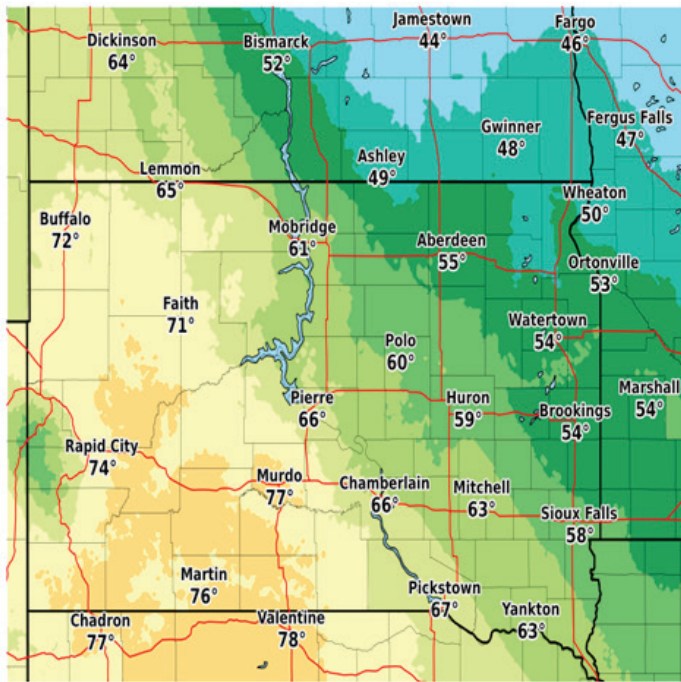 Jamestown
44°
Fargo
46°
Dickinson
64°
Bismarck
52°
Fergus Falls
47°
Gwinner
48°
Ashley
49°
Lemmon
65°
Wheaton
50°
Buffalo
72°
Mobridge
61°
Aberdeen
55°
Ortonville
53°
Faith
71°
Watertown
54°
Polo
60°
Marshall
54°
Pierre
66°
Huron
59°
Brookings
54°
Rapid City
74°
Murdo
77°
Chamberlain
66°
Mitchell
63°
Sioux Falls
58°
Martin
76°
Pickstown
67°
Yankton
63°
Chadron
77°
Valentine
78°